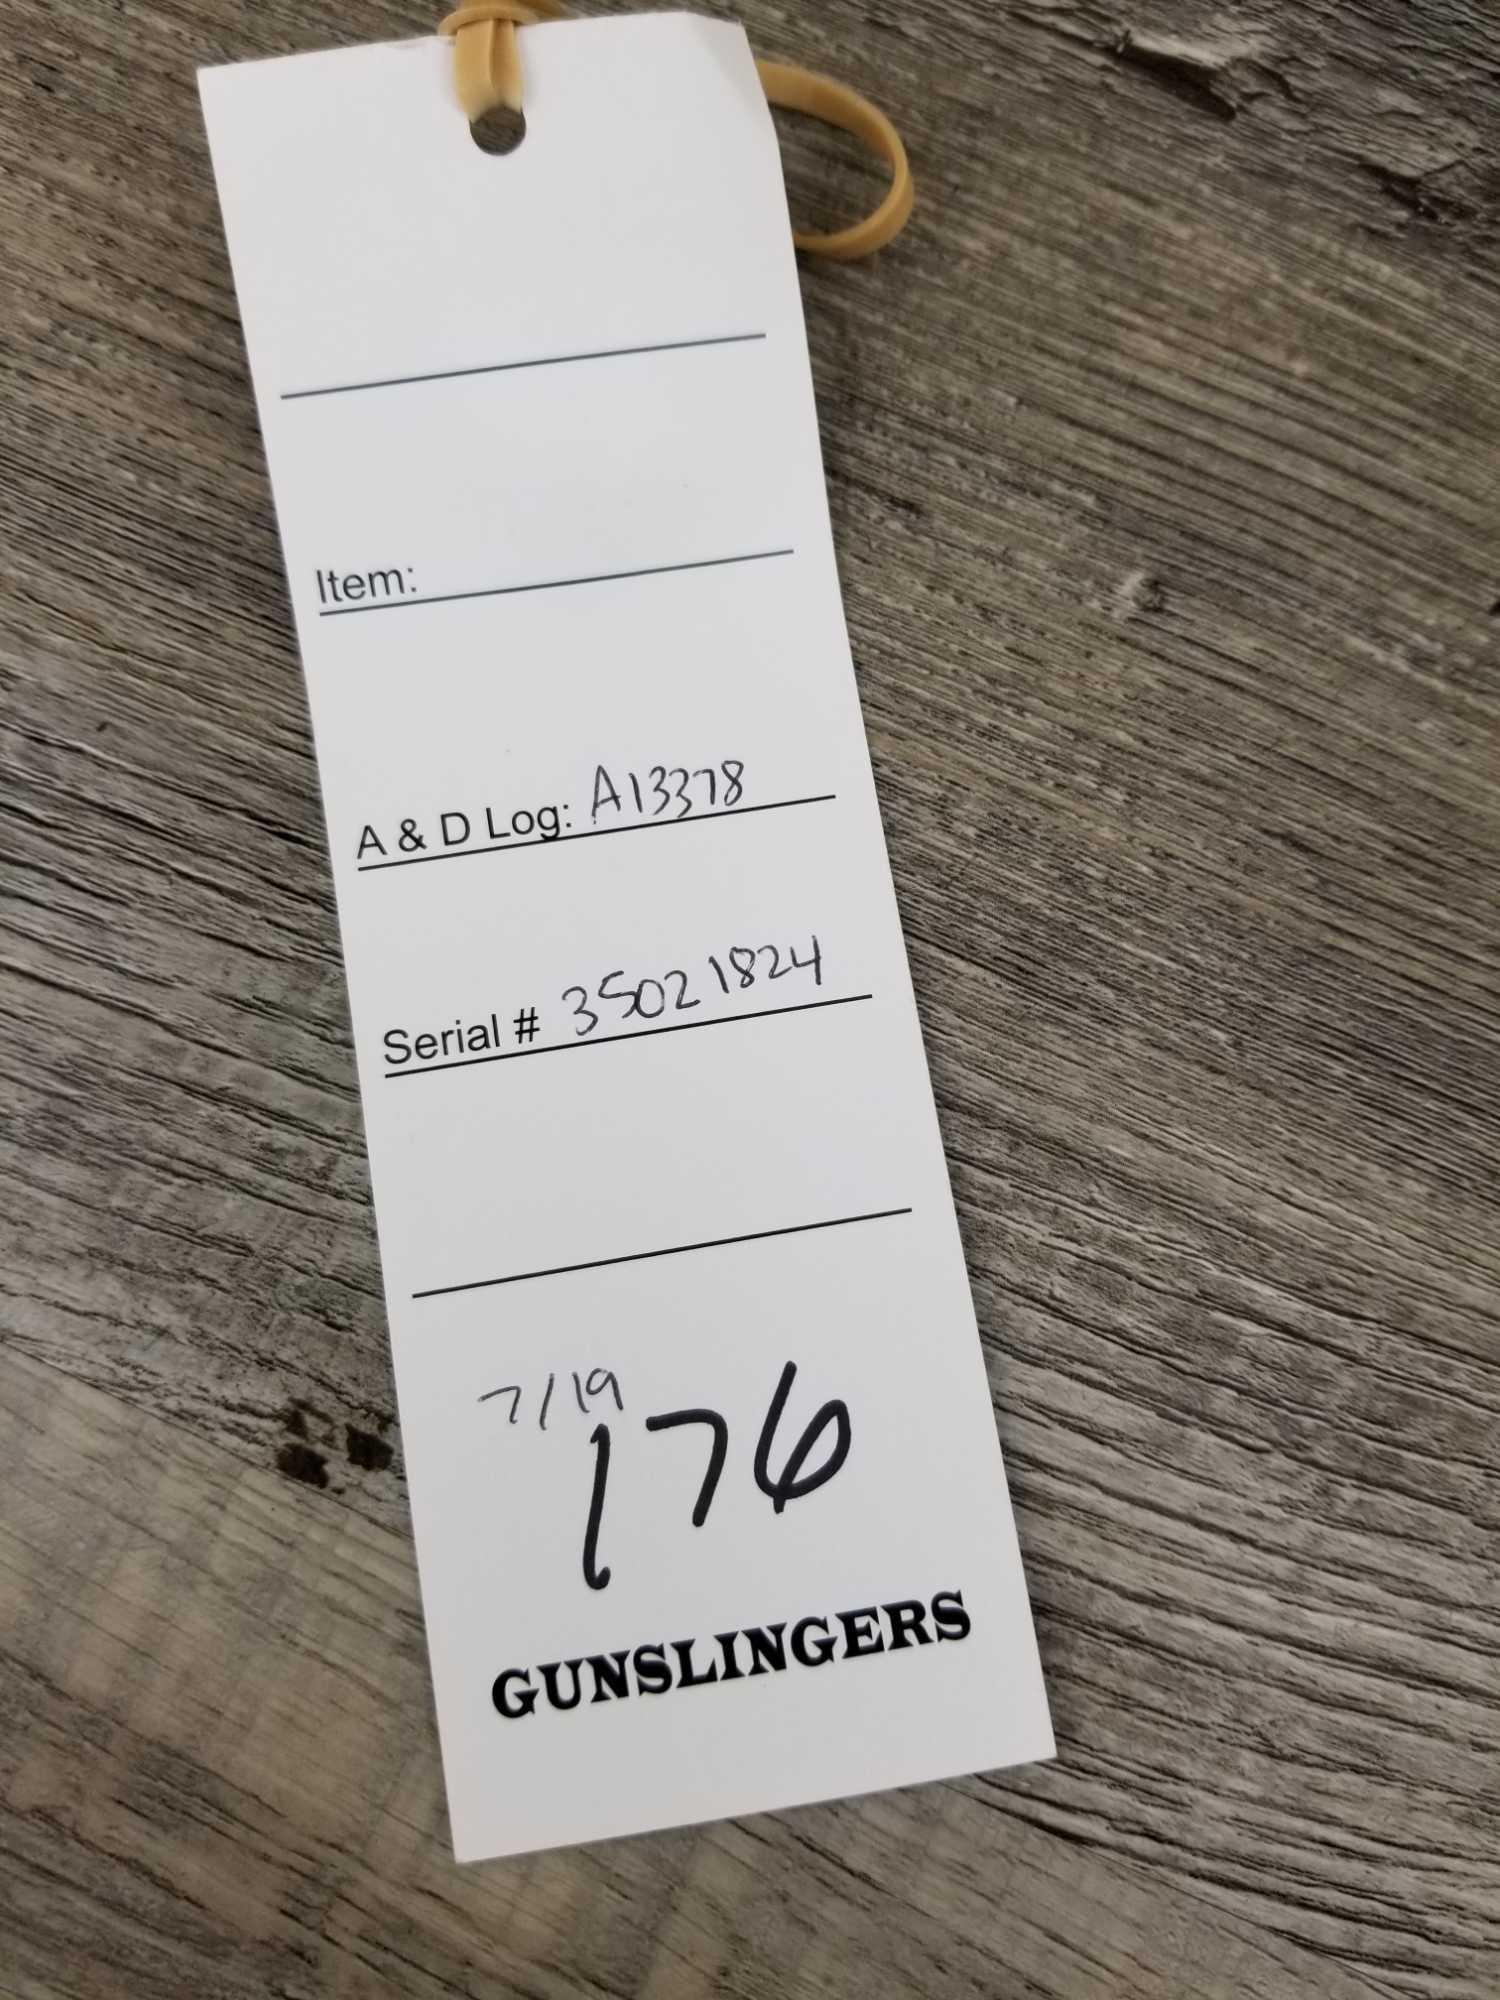 Item:
A & D Log: A13378
Serial # 35021824
7/19
176
GUNSLINGERS